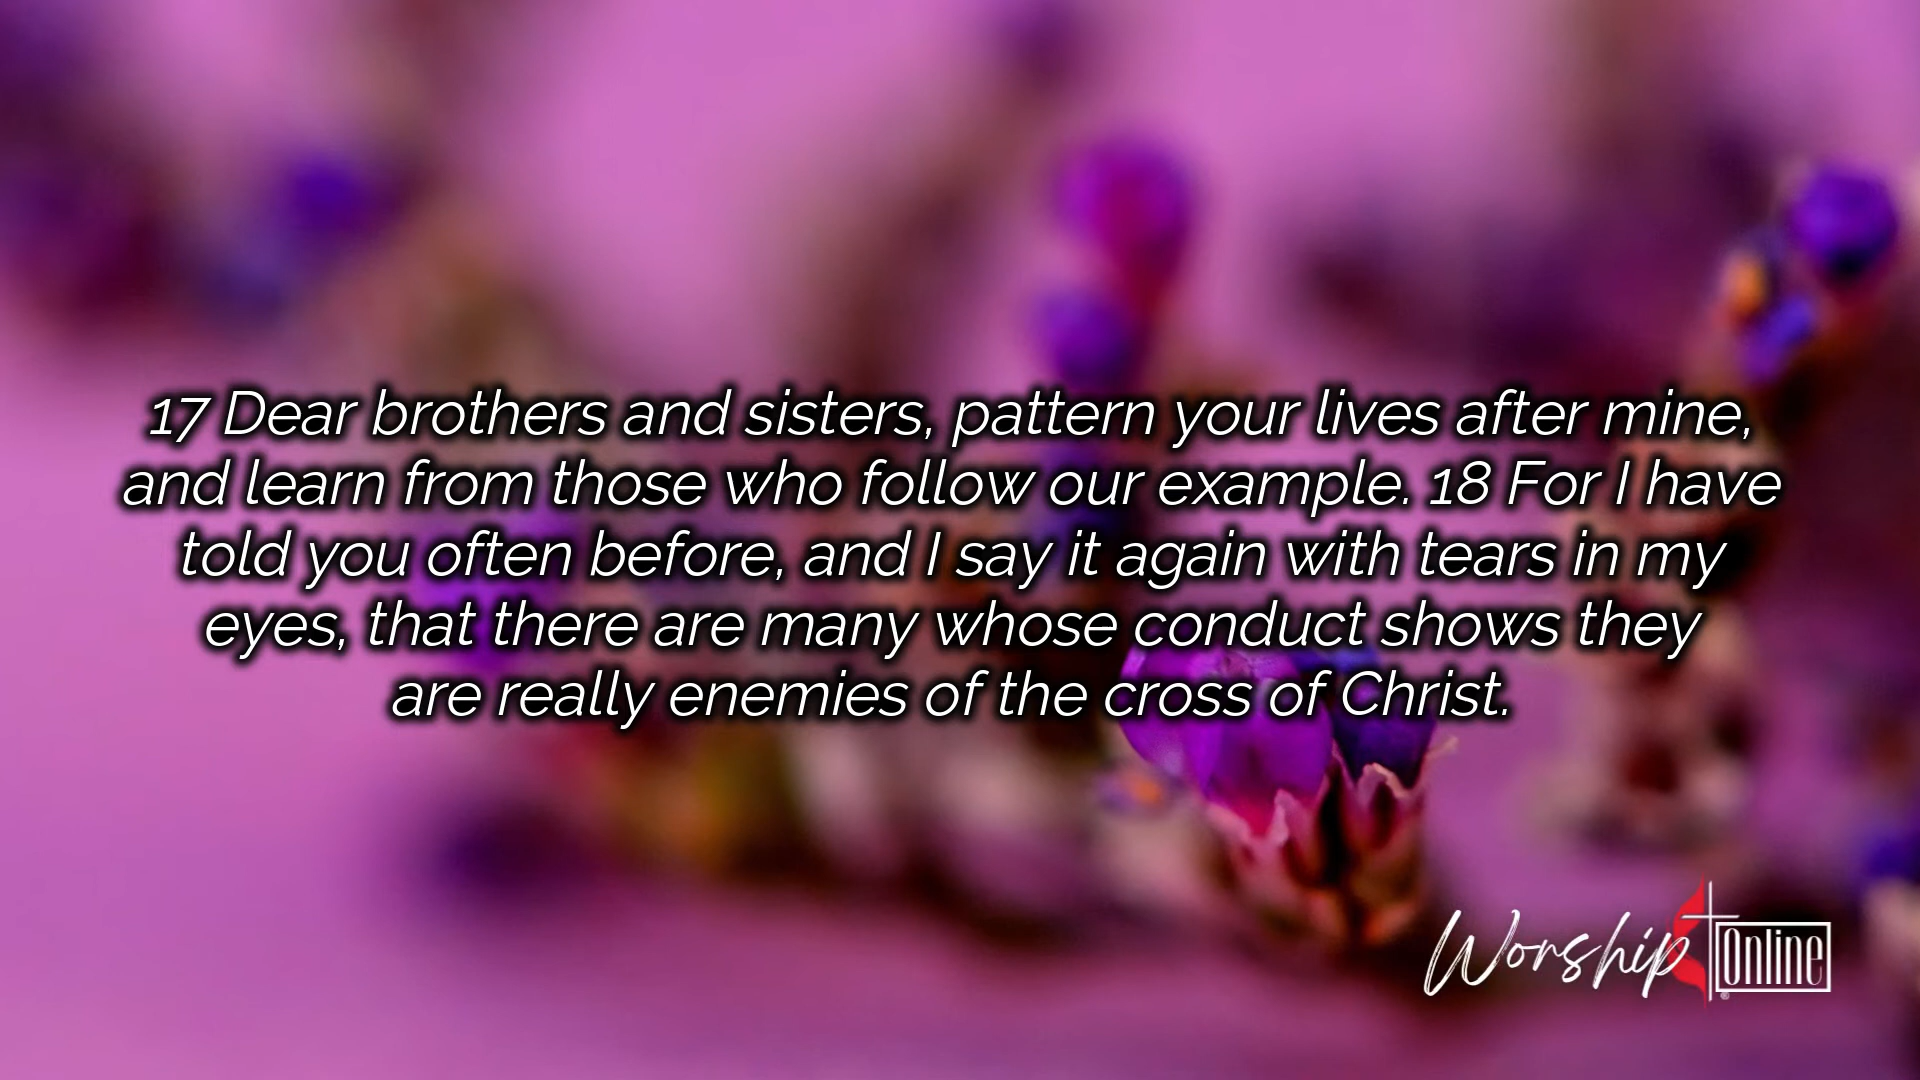 17 Dear brothers and sisters, pattern your lives after mine,
and learn from those who follow our example. 18 For I have
told you often before, and I say it again with tears in my
eyes, that there are many whose conduct shows they
are really enemies of the cross of Christ.
Worship Online
®